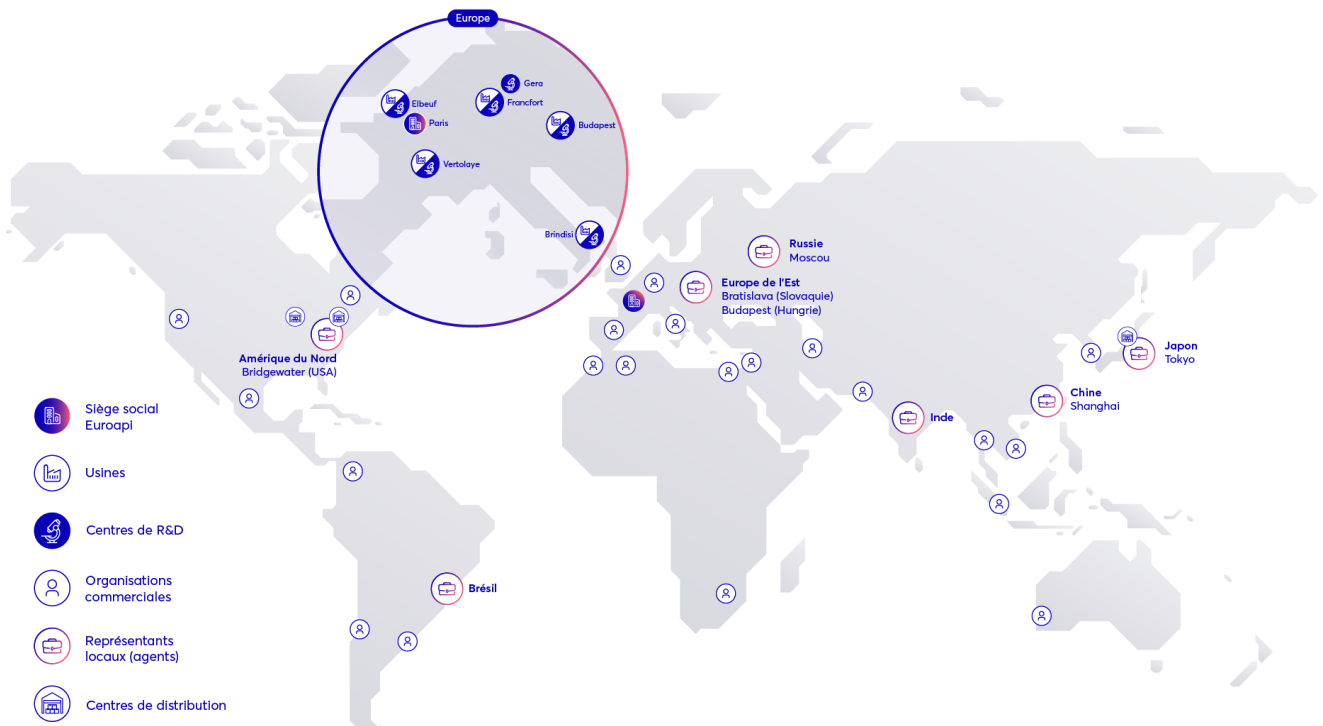 Europe
Gera
Elbeuf
Francfort
Paris
Budapest
Vertolaye
Brindisi
Russie
Moscou
Europe de l'Est
Bratislava (Slovaquie)
Budapest (Hungrie)
Amérique du Nord
Bridgewater (USA)
Japon
Tokyo
Chine
Shanghai
Inde
Brésil
Siège social
Euroapi
Usines
Centres de R&D
Organisations
commerciales
Représentants
locaux (agents)
Centres de distribution